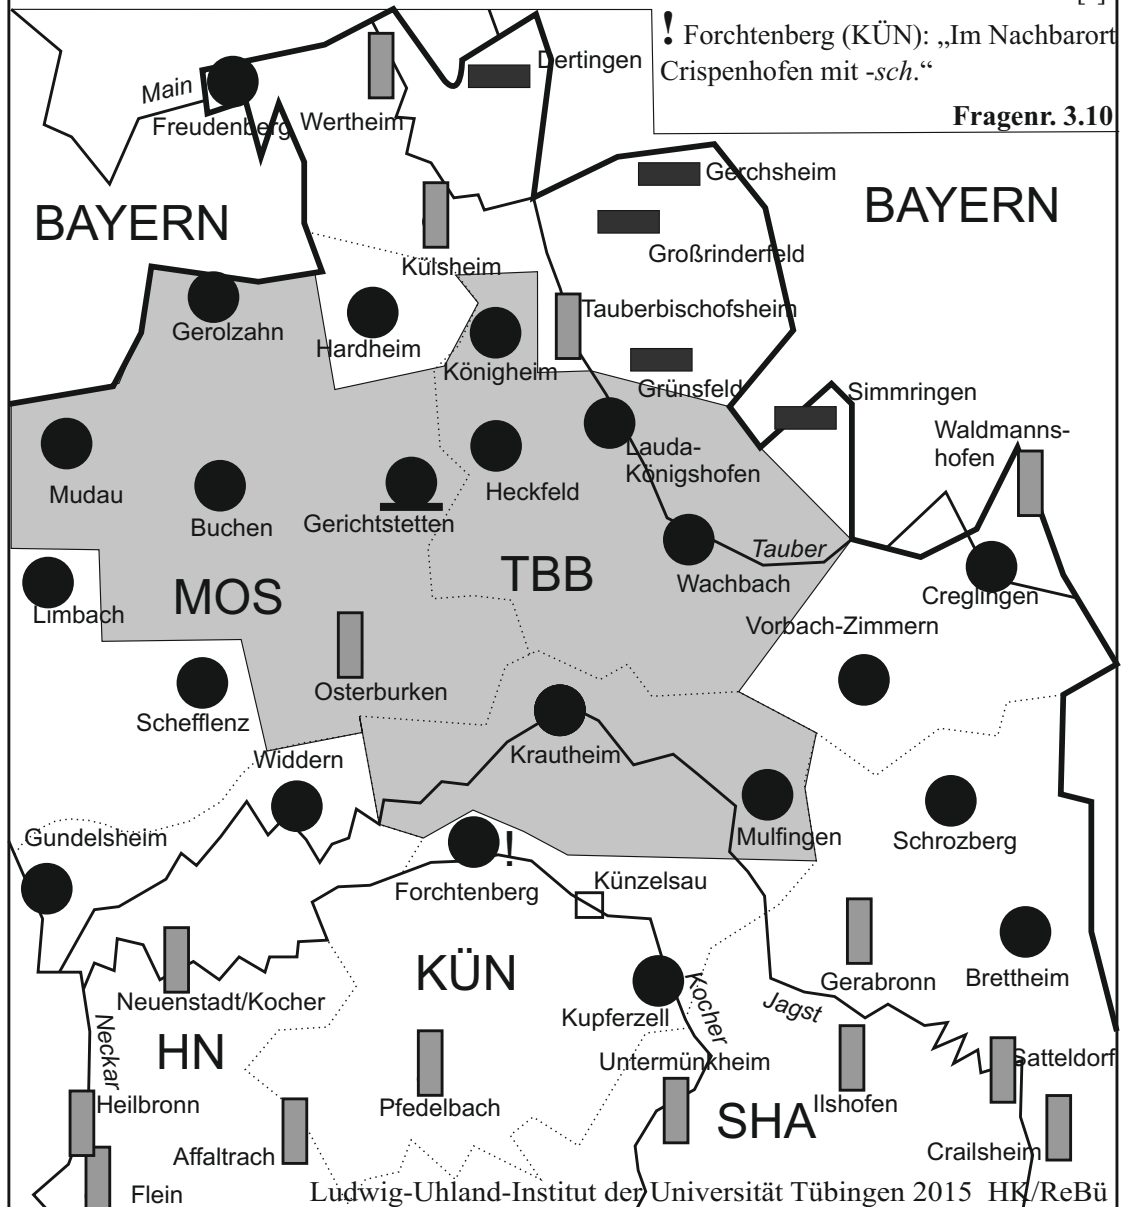 ! Forchtenberg (KÜN): „Im Nachbarort
Crispenhofen mit -sch.“
Fragenr. 3.10
Dertingen
Main
Freudenberg
Wertheim
Gerchsheim
BAYERN
BAYERN
Großrinderfeld
Külsheim
Tauberbischofsheim
Gerolzahn
Hardheim
Königheim
Grünsfeld
Simmringen
Waldmanns-
hofen
Lauda-
Königshofen
Mudau
Buchen
Gerichtstetten
Heckfeld
Tauber
TBB
Wachbach
MOS
Creglingen
Limbach
Vorbach-Zimmern
Osterburken
Schefflenz
Krautheim
Widdern
Gundelsheim
Mulfingen
Schrozberg
!
Forchtenberg
Künzelsau
KÜN
Gerabronn
Brettheim
Neuenstadt/Kocher
Kupferzell
Kocher
Jagst
Neckar
HN
Untermünkheim
Satteldorf
Heilbronn
Pfedelbach
SHA
Ilshofen
Affaltrach
Crailsheim
Flein
Ludwig-Uhland-Institut der Universität Tübingen 2015 HK/ReBü